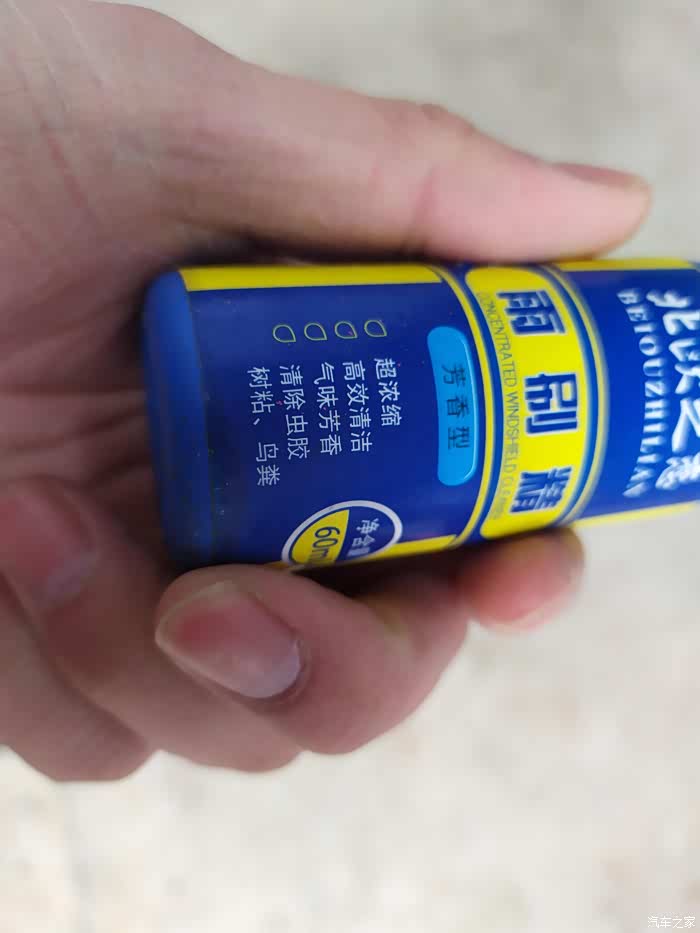 北欧之恋
BEIOUZHILIAN
雨刷精
CONCENTRATED WINDSHIELD CLEANER
芳香型
超浓缩
高效清洁
气味芳香
清除虫胶
树粘、鸟粪
净含量
60ml
汽车之家